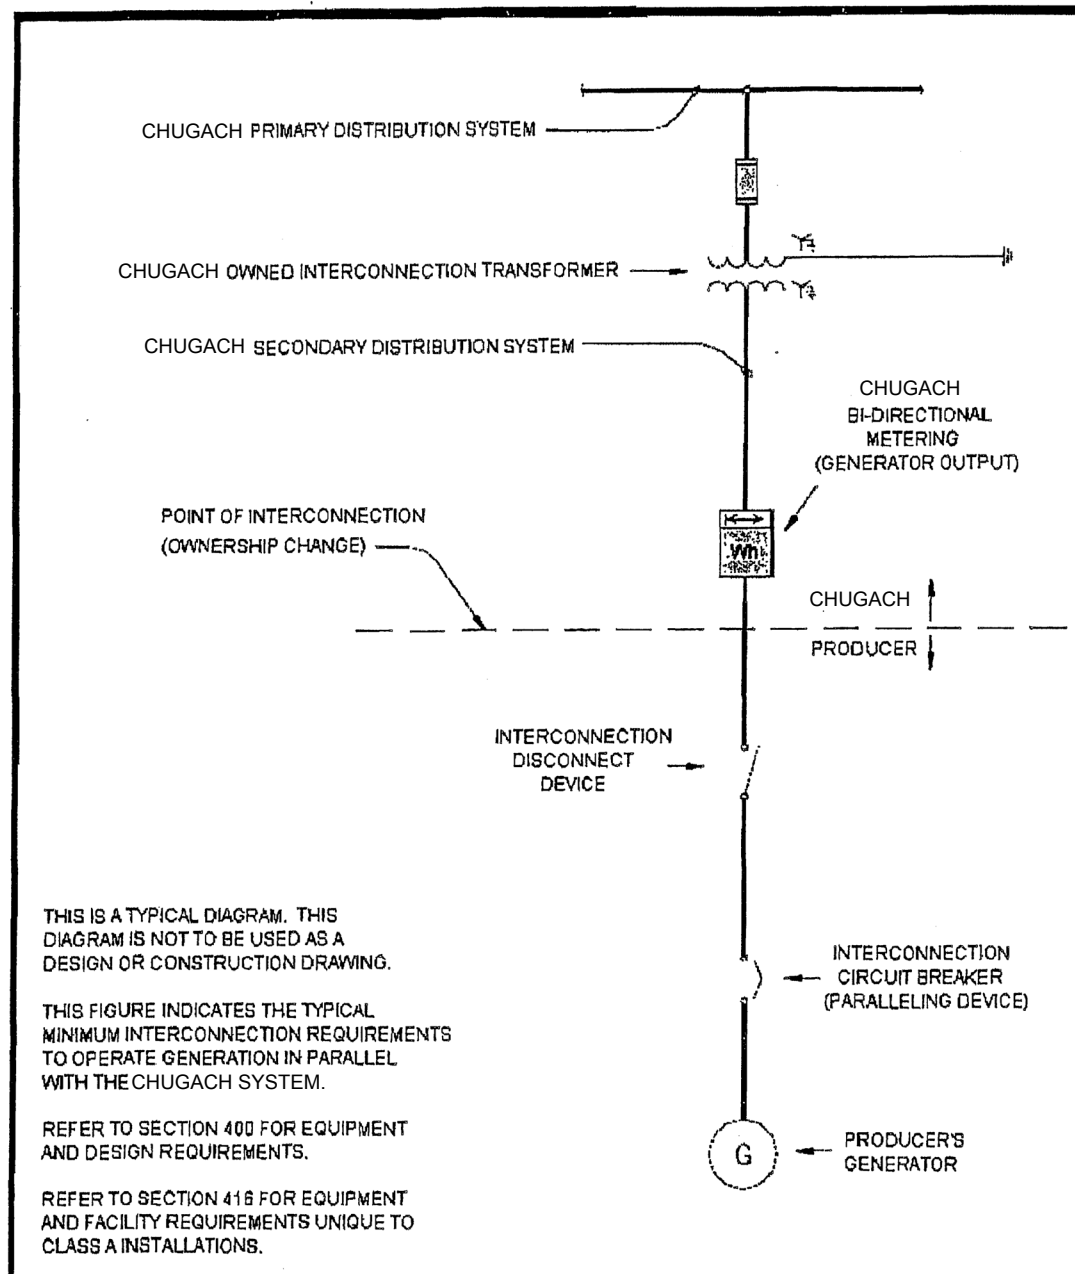 CHUGACH PRIMARY DISTRIBUTION SYSTEM
CHUGACH OWNED INTERCONNECTION TRANSFORMER
CHUGACH SECONDARY DISTRIBUTION SYSTEM
CHUGACH
BI-DIRECTIONAL
METERING
(GENERATOR OUTPUT)
POINT OF INTERCONNECTION
(OWNERSHIP CHANGE)
Wh
CHUGACH
PRODUCER
INTERCONNECTION
DISCONNECT
DEVICE
THIS IS A TYPICAL DIAGRAM. THIS
DIAGRAM IS NOT TO BE USED AS A
DESIGN OR CONSTRUCTION DRAWING.
THIS FIGURE INDICATES THE TYPICAL
MINIMUM INTERCONNECTION REQUIREMENTS
TO OPERATE GENERATION IN PARALLEL
WITH THE CHUGACH SYSTEM.
REFER TO SECTION 400 FOR EQUIPMENT
AND DESIGN REQUIREMENTS.
REFER TO SECTION 416 FOR EQUIPMENT
AND FACILITY REQUIREMENTS UNIQUE TO
CLASS A INSTALLATIONS.
INTERCONNECTION
CIRCUIT BREAKER
(PARALLELING DEVICE)
G
PRODUCER'S
GENERATOR